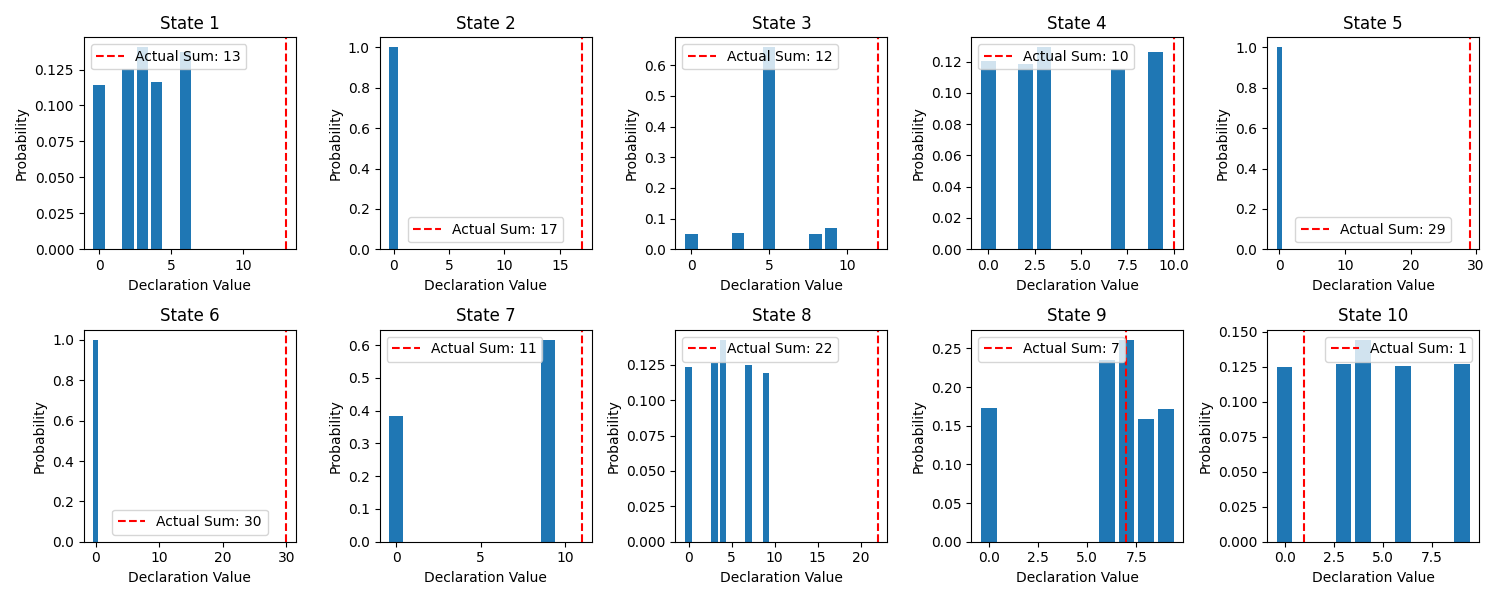 State 1
State 2
State 3
State 4
State 5
Probability
0.125
0.100
0.075
0.050
0.025
0.000
Actual Sum: 13
0
5
10
Declaration Value
Probability
1.0
0.8
0.6
0.4
0.2
0.0
Actual Sum: 17
0
5
10
15
Declaration Value
Probability
0.6
0.5
0.4
0.3
0.2
0.1
0.0
Actual Sum: 12
0
5
10
Declaration Value
Probability
0.12
0.10
0.08
0.06
0.04
0.02
0.00
Actual Sum: 10
0.0
2.5
5.0
7.5
10.0
Declaration Value
Probability
1.0
0.8
0.6
0.4
0.2
0.0
Actual Sum: 29
0
10
20
30
Declaration Value
State 6
State 7
State 8
State 9
State 10
Probability
1.0
0.8
0.6
0.4
0.2
0.0
Actual Sum: 30
0
10
20
30
Declaration Value
Probability
0.6
0.5
0.4
0.3
0.2
0.1
0.0
Actual Sum: 11
0
5
10
Declaration Value
Probability
0.125
0.100
0.075
0.050
0.025
0.000
Actual Sum: 22
0
5
10
15
20
Declaration Value
Probability
0.25
0.20
0.15
0.10
0.05
0.00
Actual Sum: 7
0.0
2.5
5.0
7.5
Declaration Value
Probability
0.150
0.125
0.100
0.075
0.050
0.025
0.000
Actual Sum: 1
0.0
2.5
5.0
7.5
Declaration Value